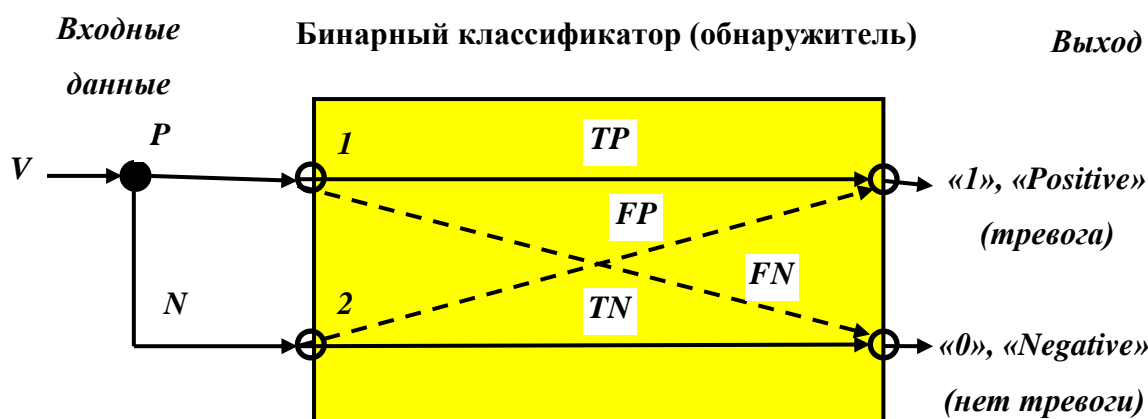 Входные
данные
Бинарный классификатор (обнаружитель)
Выход
P
1
TP
V
«1», «Positive»
(тревога)
FP
FN
N
2
TN
«0», «Negative»
(нет тревоги)